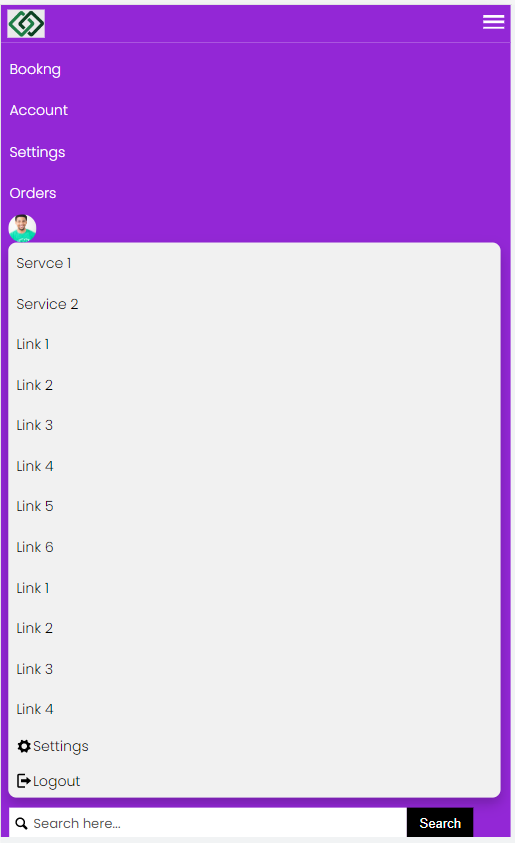 Bookng
Account
Settings
Orders
Servce 1
Service 2
Link 1
Link 2
Link 3
Link 4
Link 5
Link 6
Link 1
Link 2
Link 3
Link 4
Settings
Logout
Search here... Search